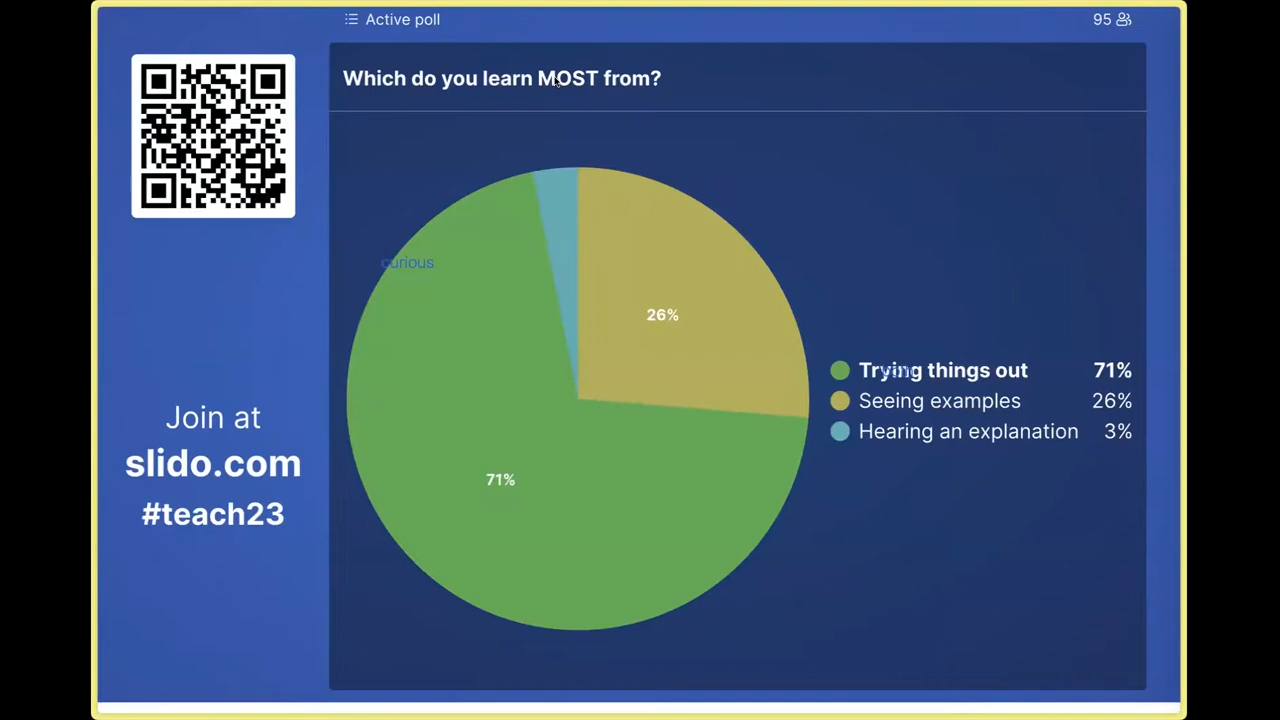 Active poll
95
Which do you learn MOST from?
curious
26%
71%
Trying things out 71%
Seeing examples 26%
Hearing an explanation 3%
Join at
slido.com
#teach23